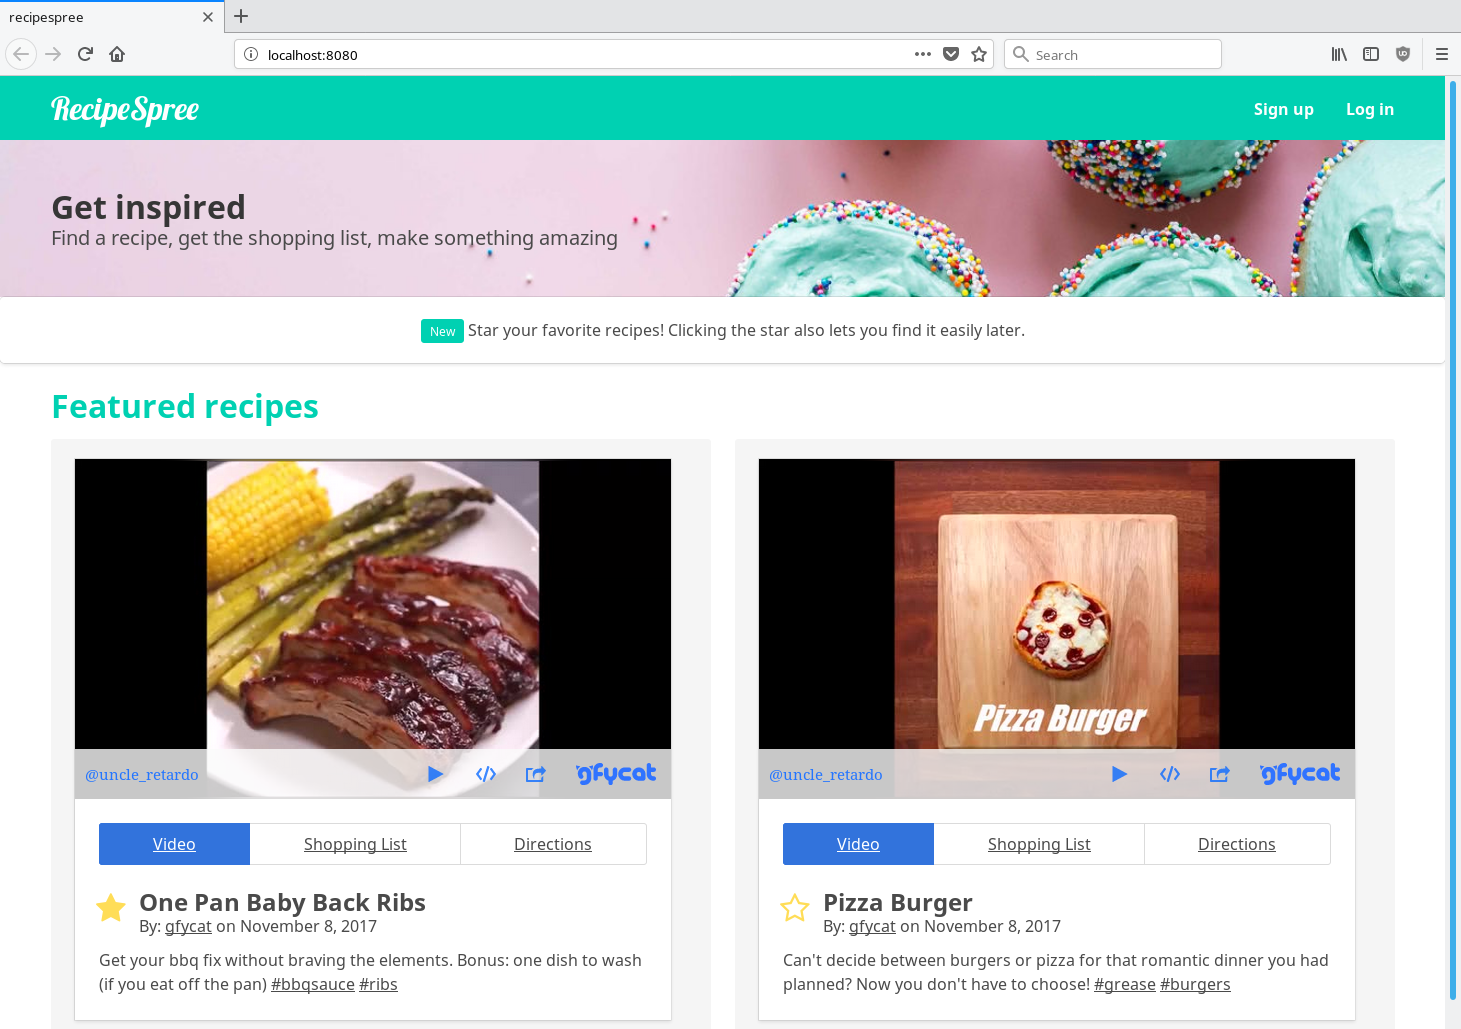 recipespree
localhost:8080
Search
RecipeSpree
Sign up Log in
Get inspired
Find a recipe, get the shopping list, make something amazing
New Star your favorite recipes! Clicking the star also lets you find it easily later.
Featured recipes
@uncle_retardo
gfycat
Video Shopping List Directions
One Pan Baby Back Ribs
By: gfycat on November 8, 2017
Get your bbq fix without braving the elements. Bonus: one dish to wash
(if you eat off the pan) #bbqsauce #ribs
Pizza Burger
@uncle_retardo
gfycat
Video Shopping List Directions
Pizza Burger
By: gfycat on November 8, 2017
Can't decide between burgers or pizza for that romantic dinner you had
planned? Now you don't have to choose! #grease #burgers